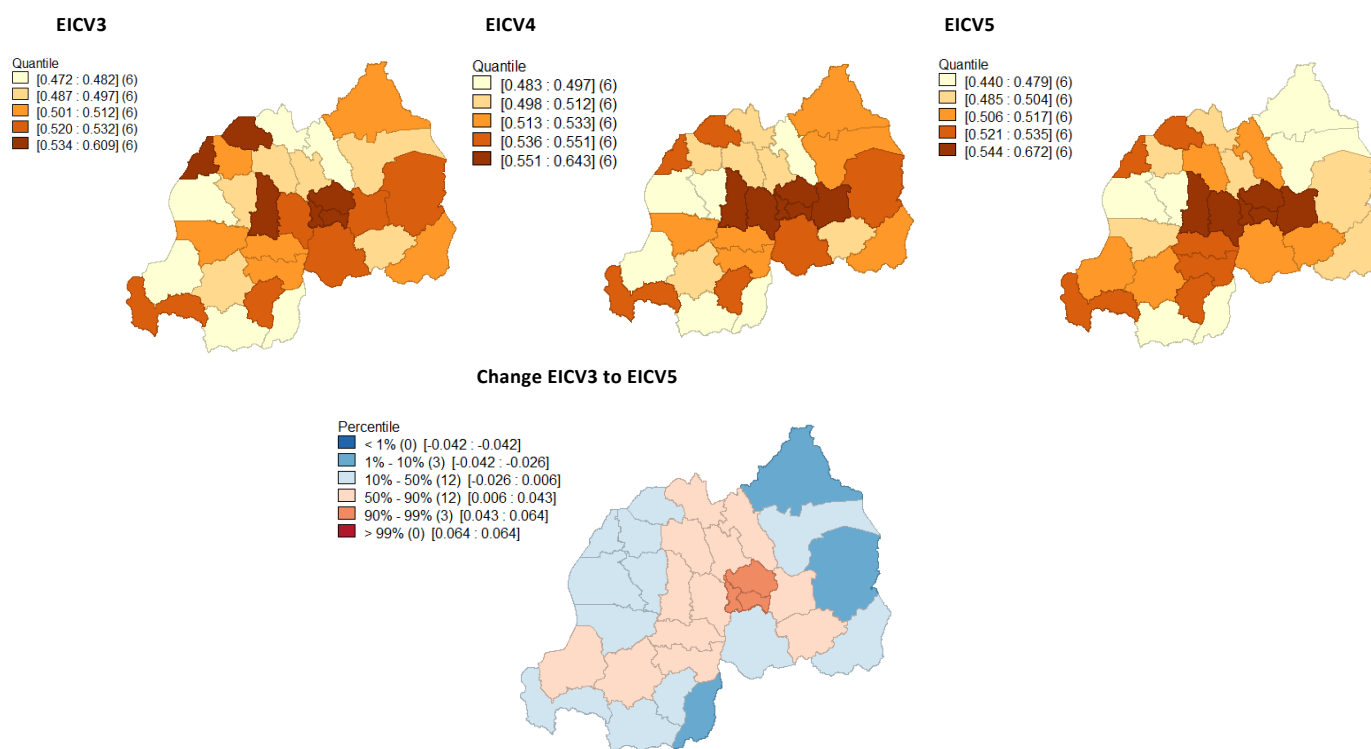 EICV3
Quantile
[0.472 : 0.482] (6)
[0.487 : 0.497] (6)
[0.501 : 0.512] (6)
[0.520 : 0.532] (6)
[0.534 : 0.609] (6)
EICV4
Quantile
[0.483 : 0.497] (6)
[0.498 : 0.512] (6)
[0.513 : 0.533] (6)
[0.536 : 0.551] (6)
[0.551 : 0.643] (6)
EICV5
Quantile
[0.440 : 0.479] (6)
[0.485 : 0.504] (6)
[0.506 : 0.517] (6)
[0.521 : 0.535] (6)
[0.544 : 0.672] (6)
Change EICV3 to EICV5
Percentile
< 1% (0) [-0.042 : -0.042]
1% - 10% (3) [-0.042 : -0.026]
10% - 50% (12) [-0.026 : 0.006]
50% - 90% (12) [0.006 : 0.043]
90% - 99% (3) [0.043 : 0.064]
> 99% (0) [0.064 : 0.064]